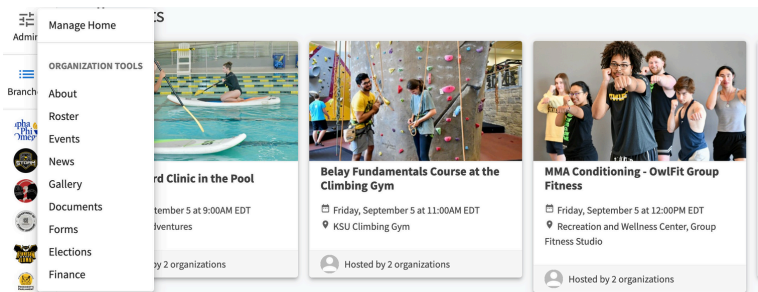 Manage Home
Admin
ORGANIZATION TOOLS
Branche
About
Roster
Events
News
Gallery
Documents
Forms
Elections
Finance
rd Clinic in the Pool
tember 5 at 9:00AM EDT
dventures
by 2 organizations
Belay Fundamentals Course at the
Climbing Gym
Friday, September 5 at 11:00AM EDT
KSU Climbing Gym
Hosted by 2 organizations
MMA Conditioning - OwlFit Group
Fitness
Friday, September 5 at 12:00PM EDT
Recreation and Wellness Center, Group
Fitness Studio
Hosted by 2 organizations